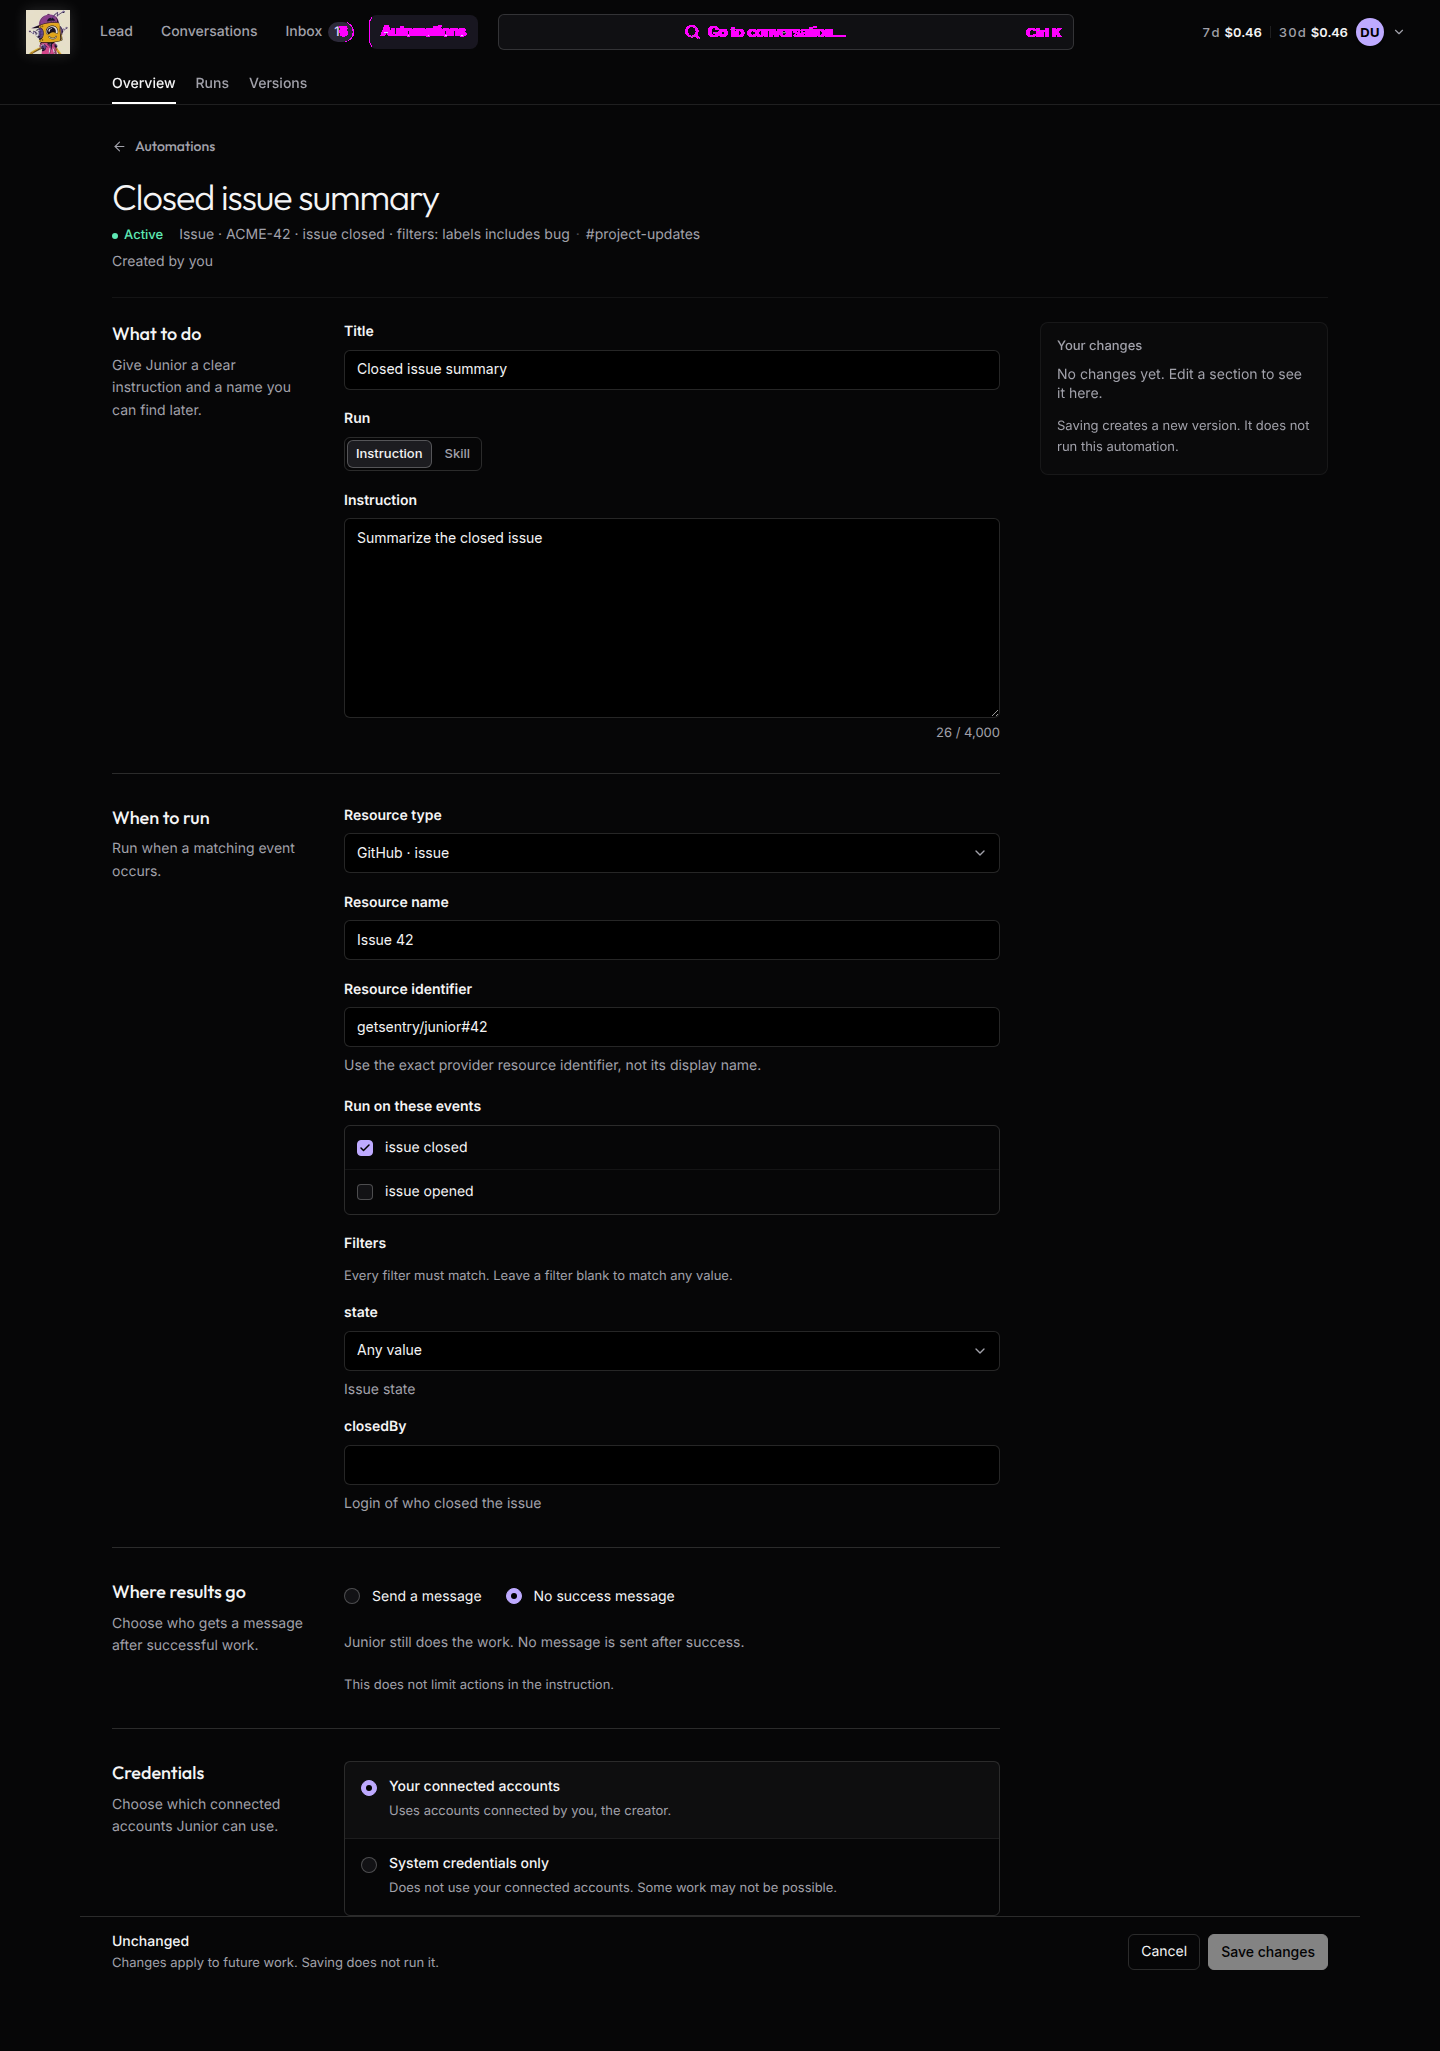 Lead
Conversations
Inbox
Automations
Go to conversation...
Ctrl K
7d $0.46
30d $0.46
DU
Overview
Runs
Versions
Automations
Closed issue summary
Active Issue · ACME-42 · issue closed · filters: labels includes bug · #project-updates
Created by you
What to do
Give Junior a clear
instruction and a name you
can find later.
Title
Closed issue summary
Run
Instruction
Skill
Instruction
Summarize the closed issue
26 / 4,000
Your changes
No changes yet. Edit a section to see
it here.
Saving creates a new version. It does not
run this automation.
When to run
Run when a matching event
occurs.
Resource type
GitHub · issue
Resource name
Issue 42
Resource identifier
getsentry/junior#42
Use the exact provider resource identifier, not its display name.
Run on these events
issue closed
issue opened
Filters
Every filter must match. Leave a filter blank to match any value.
state
Any value
Issue state
closedBy
Login of who closed the issue
Where results go
Choose who gets a message
after successful work.
Send a message
No success message
Junior still does the work. No message is sent after success.
This does not limit actions in the instruction.
Credentials
Choose which connected
accounts Junior can use.
Your connected accounts
Uses accounts connected by you, the creator.
System credentials only
Does not use your connected accounts. Some work may not be possible.
Unchanged
Changes apply to future work. Saving does not run it.
Cancel
Save changes